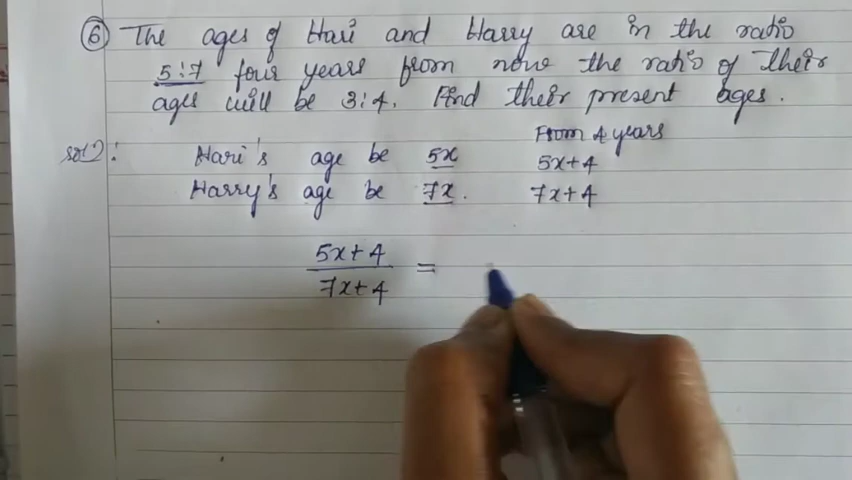 6 The ages of Hari and Harry are in the ratio
5:7 four years from now the ratio of their
ages will be 3:4. Find their present ages.
From 4 years
soln:
Hari's age be 5x 5x+4
Harry's age be 7x. 7x+4
5x+4 =
7x+4